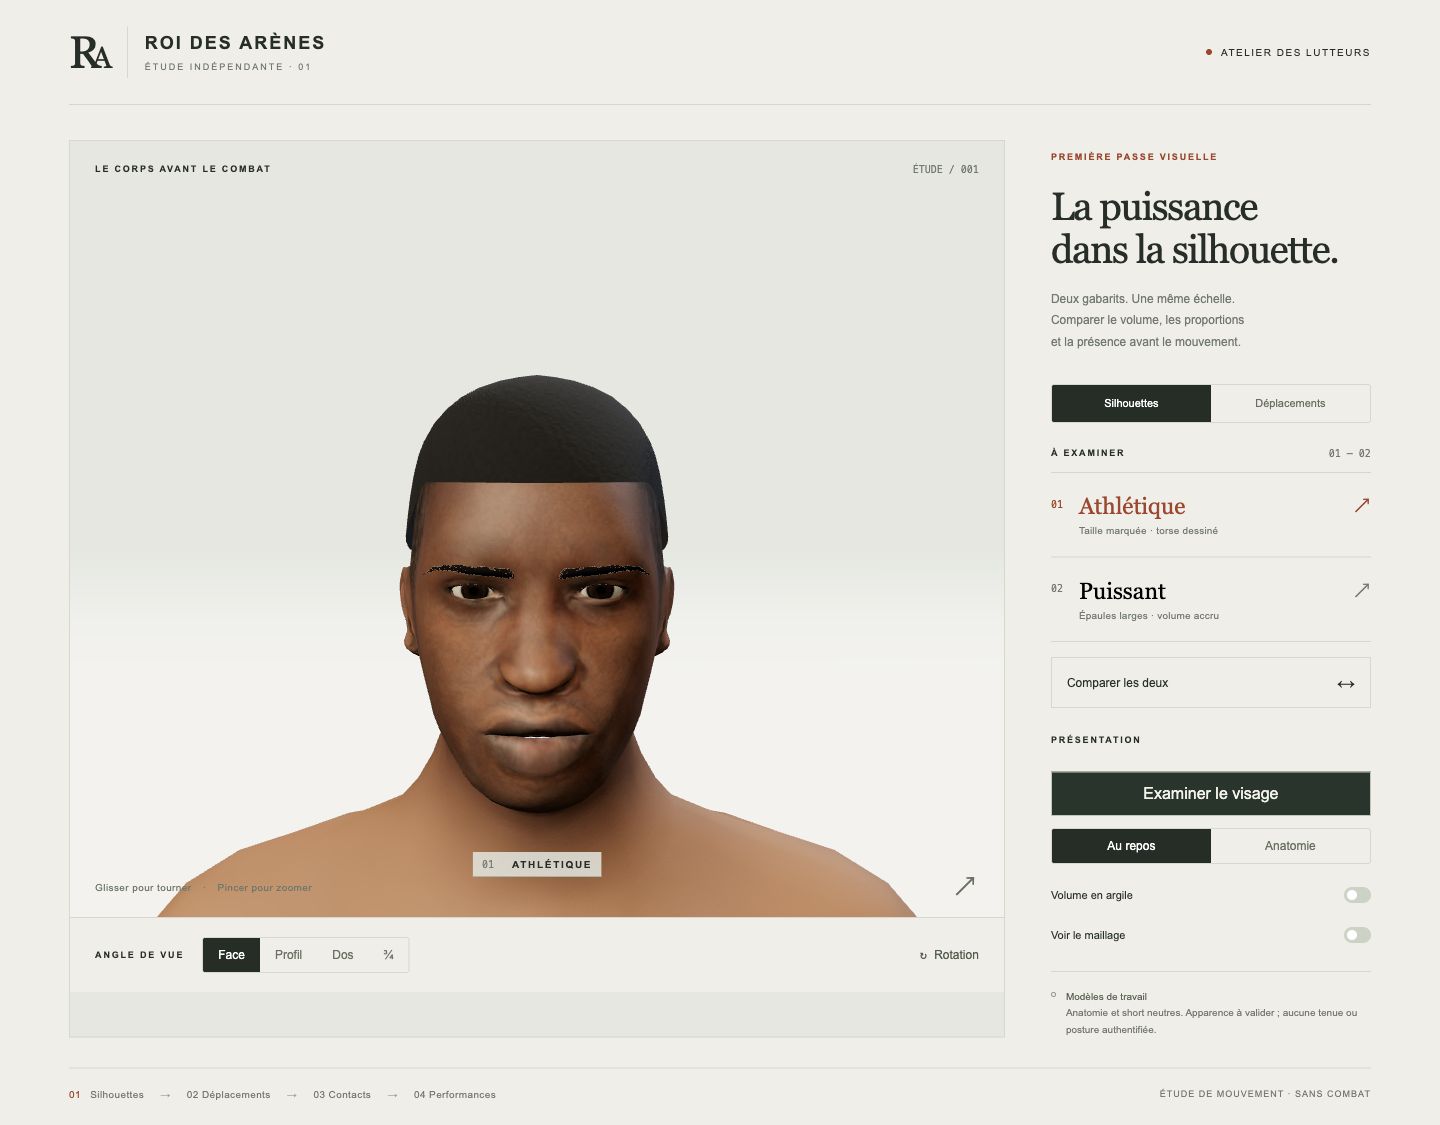 RA
ROI DES ARÈNES
ÉTUDE INDÉPENDANTE · 01
ATELIER DES LUTTEURS
LE CORPS AVANT LE COMBAT
ÉTUDE / 001
01 ATHLÉTIQUE
Glisser pour tourner · Pincer pour zoomer
ANGLE DE VUE
Face
Profil
Dos
¾
Rotation
PREMIÈRE PASSE VISUELLE
La puissance
dans la silhouette.
Deux gabarits. Une même échelle.
Comparer le volume, les proportions
et la présence avant le mouvement.
Silhouettes
Déplacements
À EXAMINER
01 — 02
01 Athlétique
Taille marquée · torse dessiné
02 Puissant
Épaules larges · volume accru
Comparer les deux
PRÉSENTATION
Examiner le visage
Au repos
Anatomie
Volume en argile
Voir le maillage
Modèles de travail
Anatomie et short neutres. Apparence à valider ; aucune tenue ou
posture authentifiée.
01 Silhouettes → 02 Déplacements → 03 Contacts → 04 Performances
ÉTUDE DE MOUVEMENT · SANS COMBAT